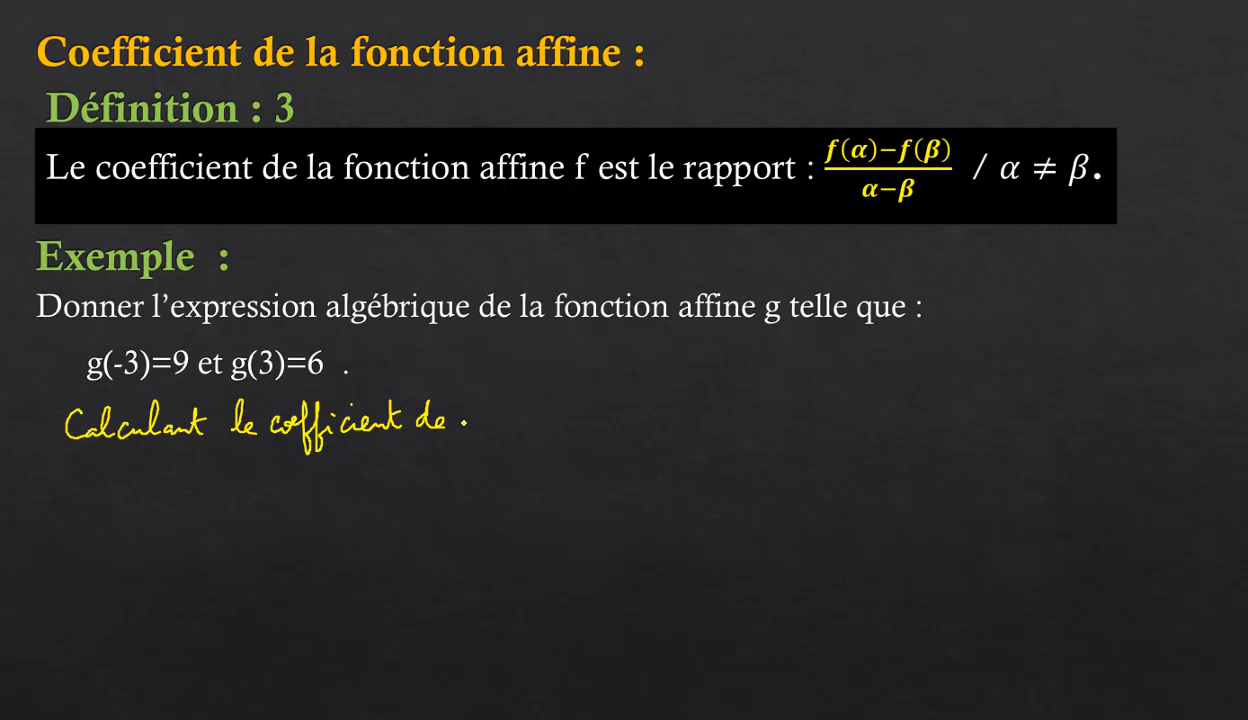 Coefficient de la fonction affine :
Définition : 3
Le coefficient de la fonction affine f est le rapport : f(α)−f(β) / α−β / α ≠ β.
Exemple :
Donner l’expression algébrique de la fonction affine g telle que :
g(-3)=9 et g(3)=6 .
Calculant le coefficient de